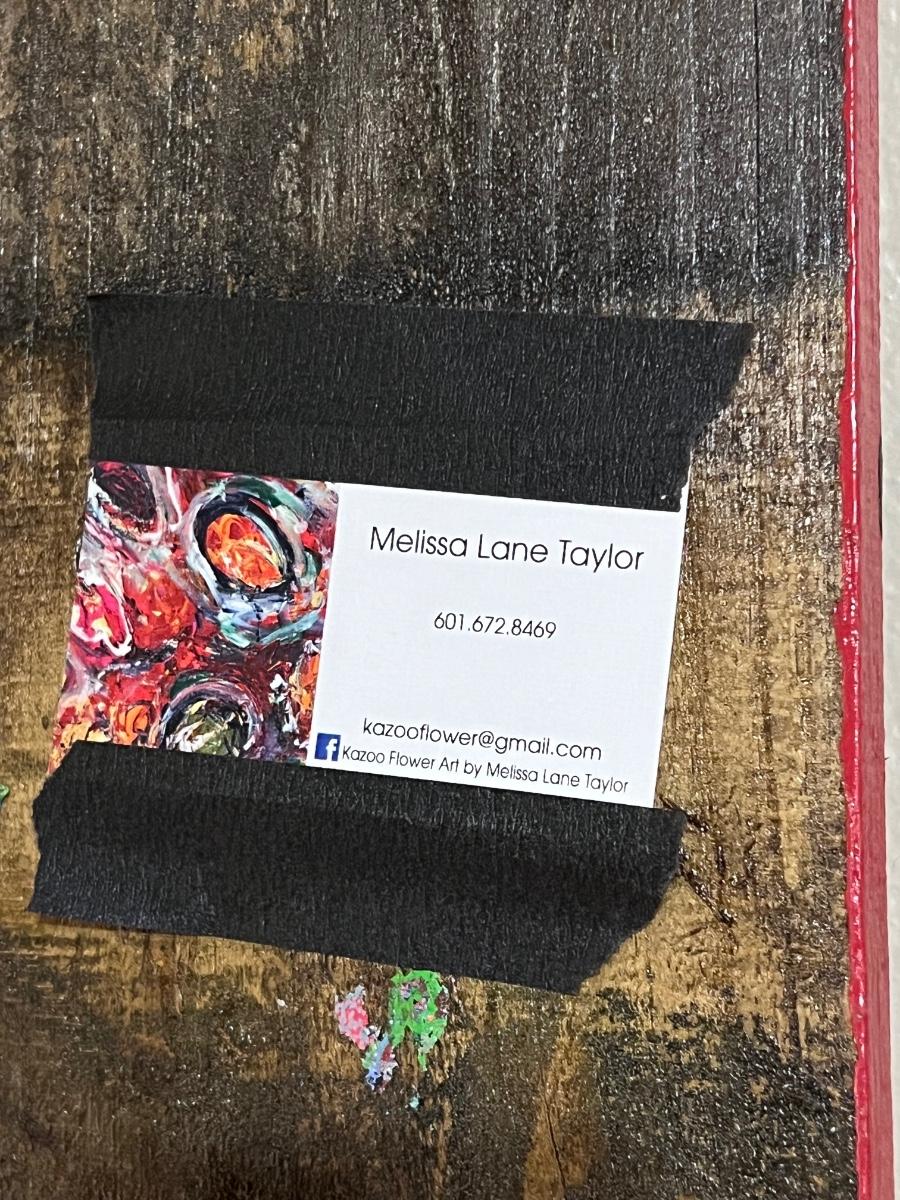 Melissa Lane Taylor
601.672.8469
kazooflower@gmail.com
Kazoo Flower Art by Melissa Lane Taylor